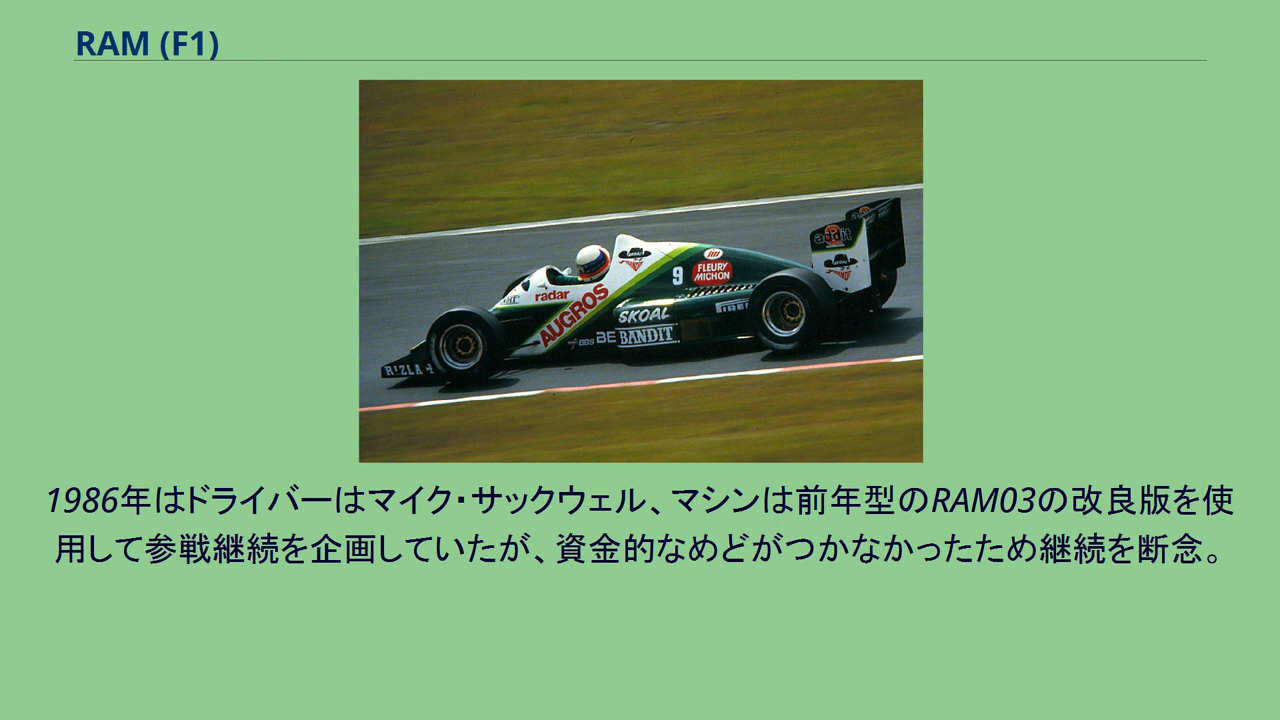 RAM (F1)
addit
FLEURY
MICHON
9
radar
AUGROS
SKOAL
BBS BE BANDIT
RIZLA +
1986年はドライバーはマイク・サックウェル、マシンは前年型のRAM03の改良版を使
用して参戦継続を企画していたが、資金的なめどがつかなかったため継続を断念。